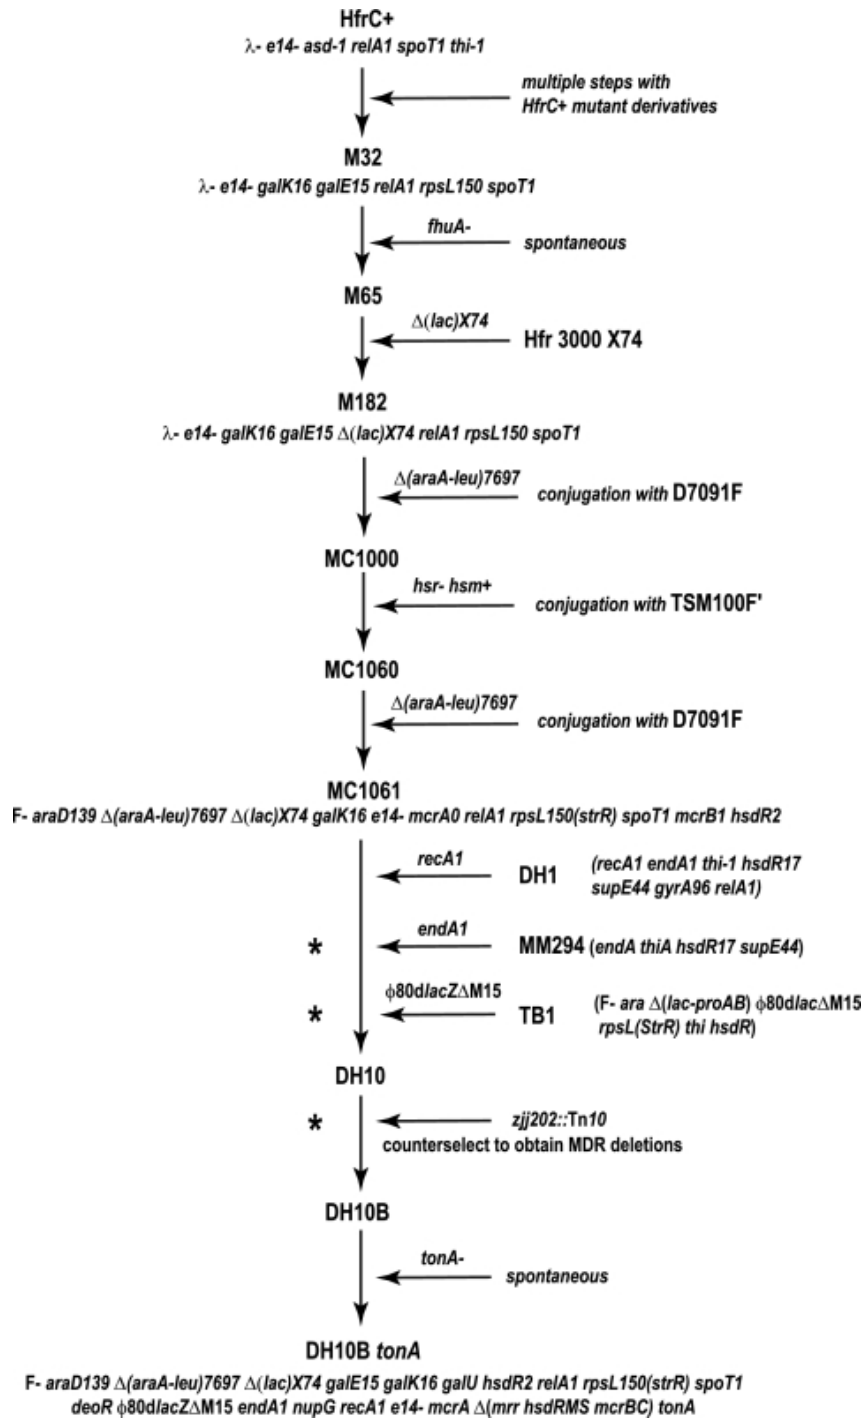 HfrC+
λ- e14- asd-1 relA1 spoT1 thi-1
multiple steps with
HfrC+ mutant derivatives
M32
λ- e14- galK16 galE15 relA1 rpsL150 spoT1
fhuA-
spontaneous
M65
Δ(lac)X74
Hfr 3000 X74
M182
λ- e14- galK16 galE15 Δ(lac)X74 relA1 rpsL150 spoT1
Δ(araA-leu)7697
conjugation with D7091F
MC1000
hsr- hsm+
conjugation with TSM100F'
MC1060
Δ(araA-leu)7697
conjugation with D7091F
MC1061
F- araD139 Δ(araA-leu)7697 Δ(lac)X74 galK16 e14- mcrA0 relA1 rpsL150(strR) spoT1 mcrB1 hsdR2
recA1
DH1 (recA1 endA1 thi-1 hsdR17
supE44 gyrA96 relA1)
endA1
* MM294 (endA thiA hsdR17 supE44)
ϕ80dlacZΔM15
* TB1 (F- ara Δ(lac-proAB) ϕ80dlacΔM15
rpsL(StrR) thi hsdR)
DH10
* zjj202::Tn10
counterselect to obtain MDR deletions
DH10B
tonA-
spontaneous
DH10B tonA
F- araD139 Δ(araA-leu)7697 Δ(lac)X74 galE15 galK16 galU hsdR2 relA1 rpsL150(strR) spoT1
deoR ϕ80dlacZΔM15 endA1 nupG recA1 e14- mcrA Δ(mrr hsdRMS mcrBC) tonA